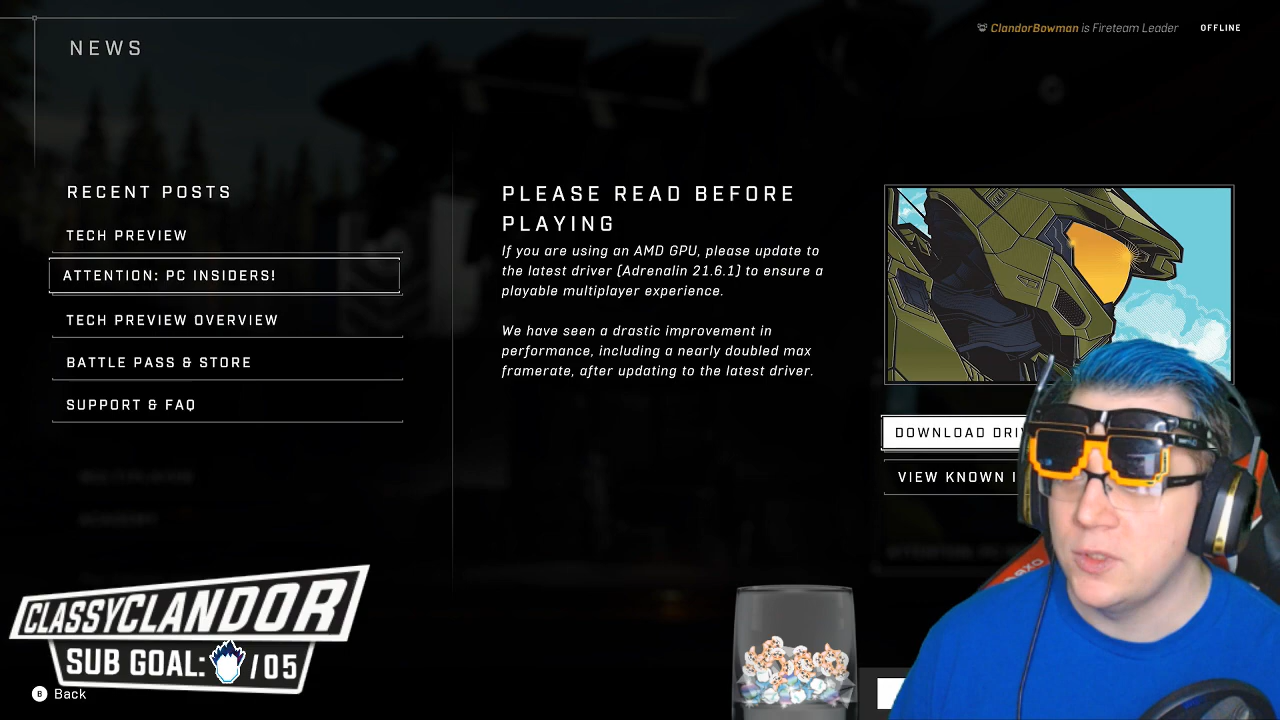 NEWS
ClandorBowman is Fireteam Leader
OFFLINE
RECENT POSTS
TECH PREVIEW
ATTENTION: PC INSIDERS!
TECH PREVIEW OVERVIEW
BATTLE PASS & STORE
SUPPORT & FAQ
PLEASE READ BEFORE
PLAYING
If you are using an AMD GPU, please update to
the latest driver [Adrenalin 21.6.1] to ensure a
playable multiplayer experience.
We have seen a drastic improvement in
performance, including a nearly doubled max
framerate, after updating to the latest driver.
DOWNLOAD
VIEW KNOWN
CLASSYCLANDOR
SUB GOAL: /05
B Back